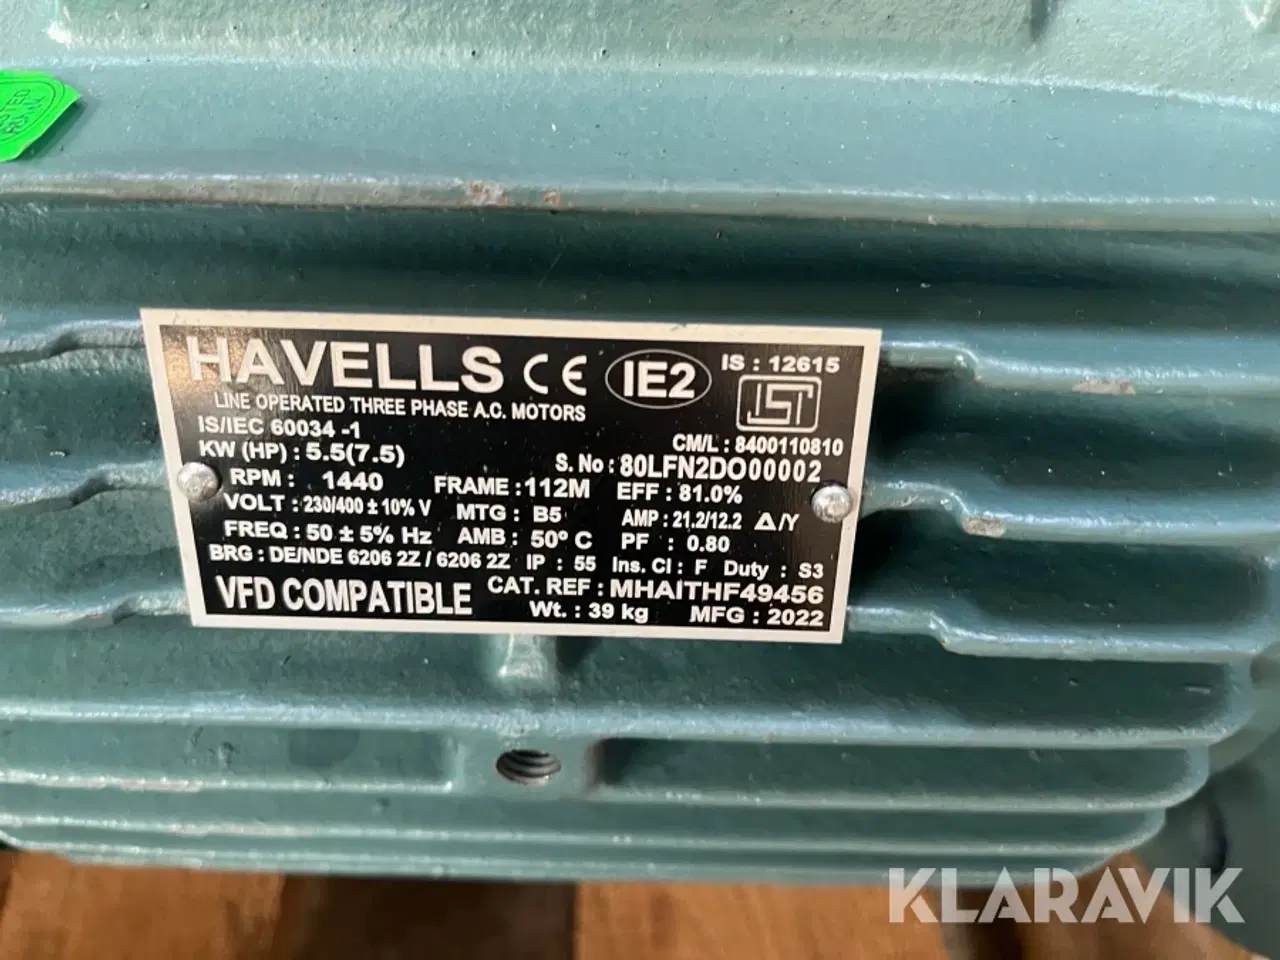 HAVELLS CE IE2 IS : 12615
LINE OPERATED THREE PHASE A.C. MOTORS
ISI
IS/IEC 60034 -1
CM/L : 8400110810
KW (HP) : 5.5(7.5)
S. No : 80LFN2DO00002
RPM : 1440 FRAME : 112M EFF : 81.0%
VOLT : 230/400 ± 10% V MTG : B5 AMP : 21.2/12.2 Δ/Y
FREQ : 50 ± 5% Hz AMB : 50° C PF : 0.80
BRG : DE/NDE 6206 2Z / 6206 2Z IP : 55 Ins. Cl : F Duty : S3
VFD COMPATIBLE CAT. REF : MHAITHF49456
Wt. : 39 kg MFG : 2022
KLARAVIK